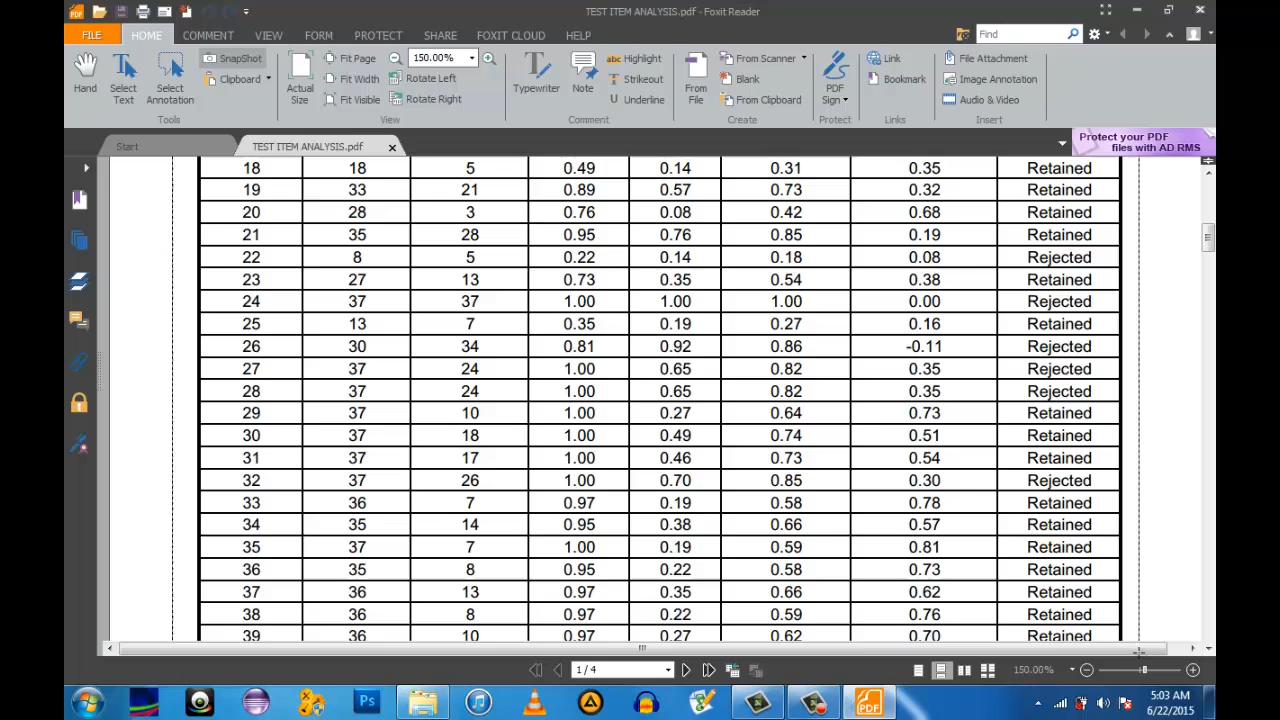 TEST ITEM ANALYSIS.pdf - Foxit Reader
FILE HOME COMMENT VIEW FORM PROTECT SHARE FOXIT CLOUD HELP Find
Hand
Select Text
Select Annotation
SnapShot
Clipboard
Tools
Actual Size
Fit Page
Fit Width
Fit Visible
150.00%
Rotate Left
Rotate Right
View
Typewriter
Note
Highlight
Strikeout
Underline
Comment
From File
From Scanner
Blank
From Clipboard
Create
PDF Sign
Protect
Link
Bookmark
Links
File Attachment
Image Annotation
Audio & Video
Insert
Start TEST ITEM ANALYSIS.pdf
Protect your PDF
files with AD RMS
18 18 5 0.49 0.14 0.31 0.35 Retained
19 33 21 0.89 0.57 0.73 0.32 Retained
20 28 3 0.76 0.08 0.42 0.68 Retained
21 35 28 0.95 0.76 0.85 0.19 Retained
22 8 5 0.22 0.14 0.18 0.08 Rejected
23 27 13 0.73 0.35 0.54 0.38 Retained
24 37 37 1.00 1.00 1.00 0.00 Rejected
25 13 7 0.35 0.19 0.27 0.16 Retained
26 30 34 0.81 0.92 0.86 -0.11 Rejected
27 37 24 1.00 0.65 0.82 0.35 Rejected
28 37 24 1.00 0.65 0.82 0.35 Rejected
29 37 10 1.00 0.27 0.64 0.73 Retained
30 37 18 1.00 0.49 0.74 0.51 Retained
31 37 17 1.00 0.46 0.73 0.54 Retained
32 37 26 1.00 0.70 0.85 0.30 Rejected
33 36 7 0.97 0.19 0.58 0.78 Retained
34 35 14 0.95 0.38 0.66 0.57 Retained
35 37 7 1.00 0.19 0.59 0.81 Retained
36 35 8 0.95 0.22 0.58 0.73 Retained
37 36 13 0.97 0.35 0.66 0.62 Retained
38 36 8 0.97 0.22 0.59 0.76 Retained
39 36 10 0.97 0.27 0.62 0.70 Retained
1 / 4
150.00%
5:03 AM
6/22/2015